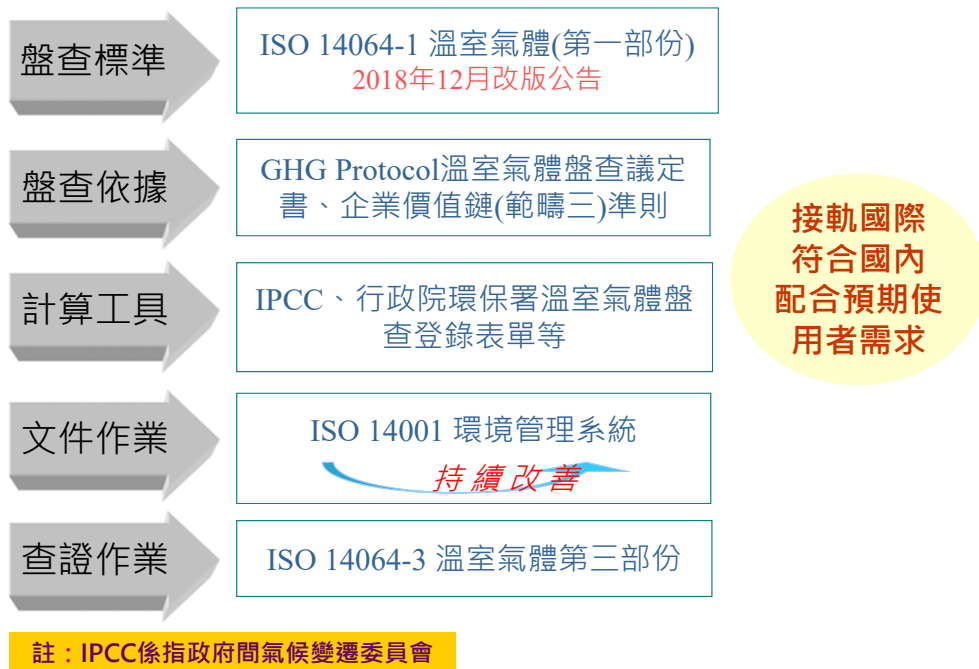 盤查標準
ISO 14064-1 溫室氣體(第一部份)
2018年12月改版公告
盤查依據
GHG Protocol溫室氣體盤查議定
書、企業價值鏈(範疇三)準則
計算工具
IPCC、行政院環保署溫室氣體盤
查登錄表單等
文件作業
ISO 14001 環境管理系統
持續改善
查證作業
ISO 14064-3 溫室氣體第三部份
接軌國際
符合國內
配合預期使
用者需求
註：IPCC係指政府間氣候變遷委員會